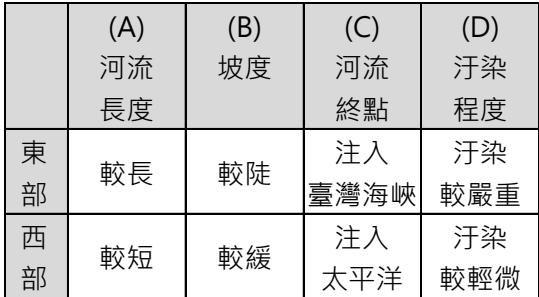 (A) (B) (C) (D)
河流 坡度 河流 汙染
長度 終點 程度
東部 較長 較陡 注入 汙染
臺灣海峽 較嚴重
西部 較短 較緩 注入 汙染
太平洋 較輕微